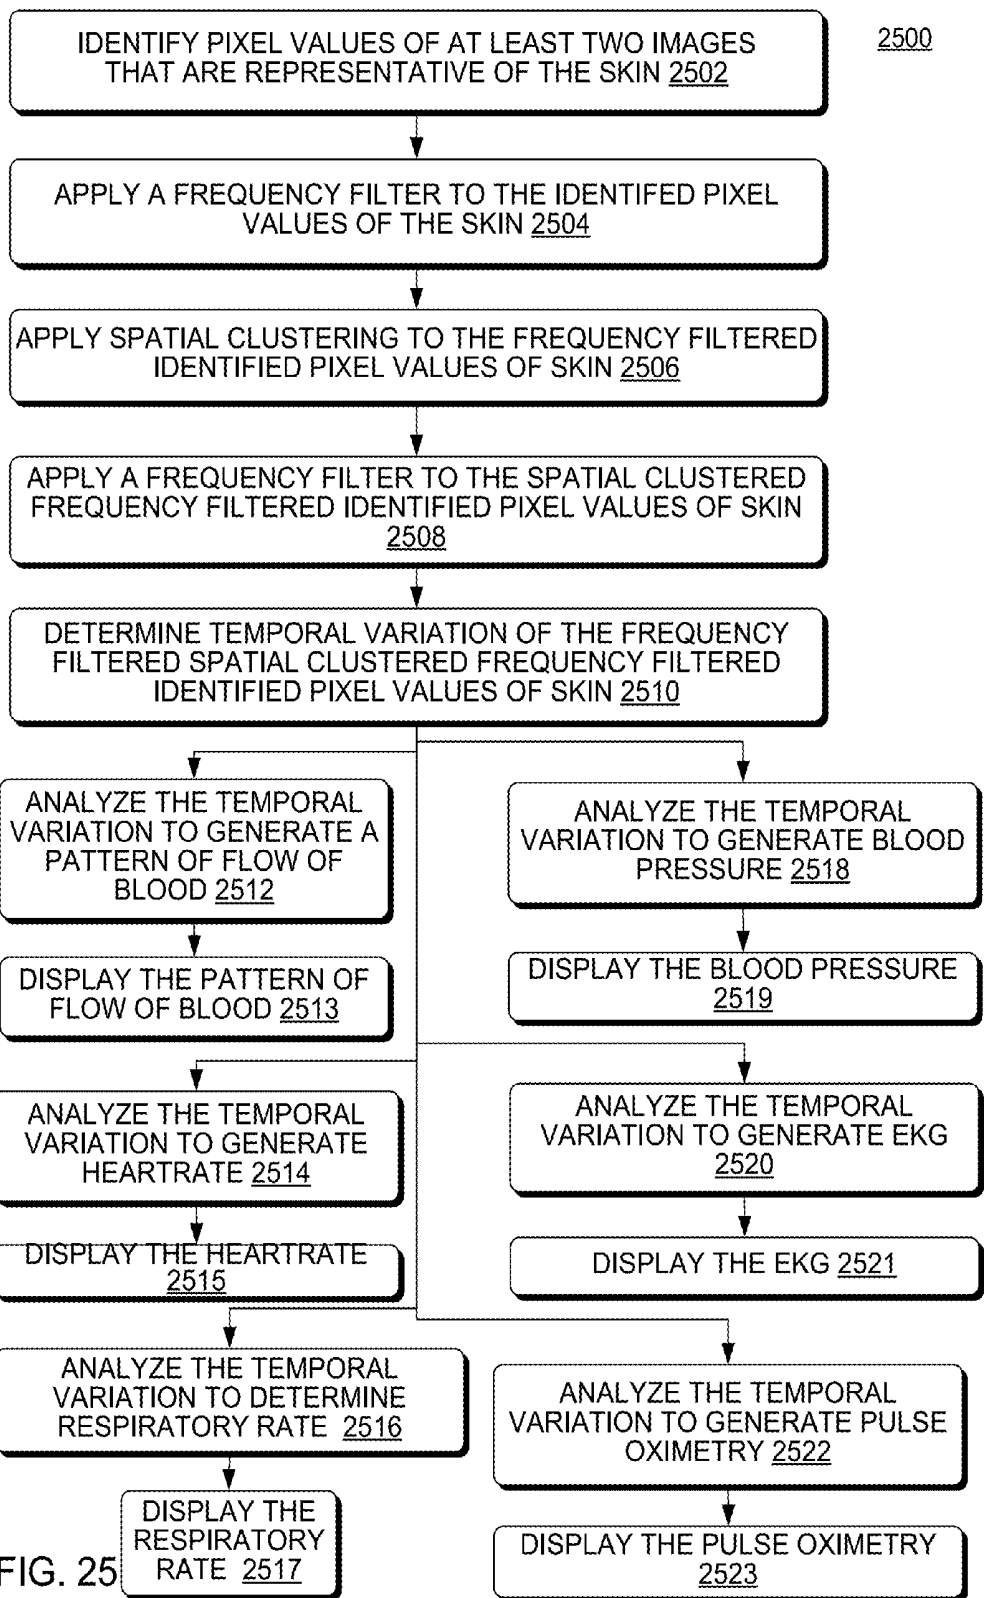 IDENTIFY PIXEL VALUES OF AT LEAST TWO IMAGES
THAT ARE REPRESENTATIVE OF THE SKIN 2502
2500
APPLY A FREQUENCY FILTER TO THE IDENTIFED PIXEL
VALUES OF THE SKIN 2504
APPLY SPATIAL CLUSTERING TO THE FREQUENCY FILTERED
IDENTIFIED PIXEL VALUES OF SKIN 2506
APPLY A FREQUENCY FILTER TO THE SPATIAL CLUSTERED
FREQUENCY FILTERED IDENTIFIED PIXEL VALUES OF SKIN
2508
DETERMINE TEMPORAL VARIATION OF THE FREQUENCY
FILTERED SPATIAL CLUSTERED FREQUENCY FILTERED
IDENTIFIED PIXEL VALUES OF SKIN 2510
ANALYZE THE TEMPORAL
VARIATION TO GENERATE A
PATTERN OF FLOW OF
BLOOD 2512
DISPLAY THE PATTERN OF
FLOW OF BLOOD 2513
ANALYZE THE TEMPORAL
VARIATION TO GENERATE BLOOD
PRESSURE 2518
DISPLAY THE BLOOD PRESSURE
2519
ANALYZE THE TEMPORAL
VARIATION TO GENERATE
HEARTRATE 2514
DISPLAY THE HEARTRATE
2515
ANALYZE THE TEMPORAL
VARIATION TO GENERATE EKG
2520
DISPLAY THE EKG 2521
ANALYZE THE TEMPORAL
VARIATION TO DETERMINE
RESPIRATORY RATE 2516
DISPLAY THE
RESPIRATORY
RATE 2517
ANALYZE THE TEMPORAL
VARIATION TO GENERATE PULSE
OXIMETRY 2522
DISPLAY THE PULSE OXIMETRY
2523
FIG. 25